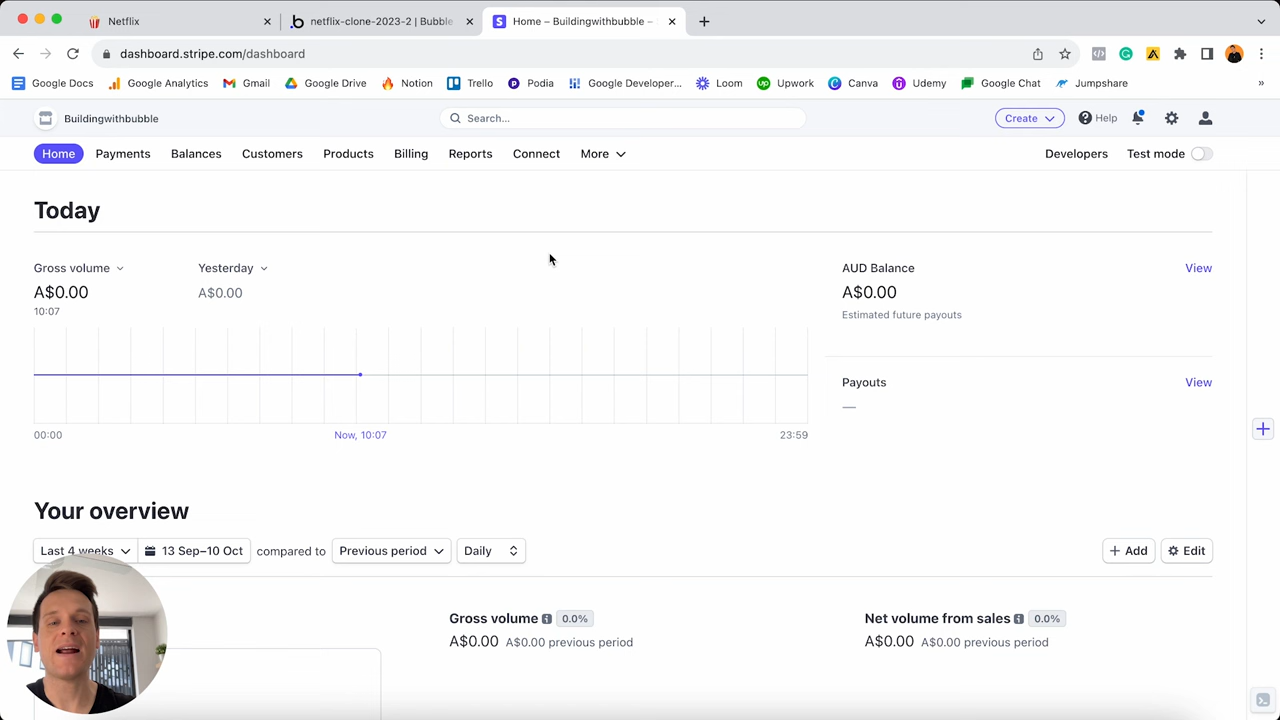 Netflix
netflix-clone-2023-2 | Bubble
Home – Buildingwithbubble –
dashboard.stripe.com/dashboard
Google Docs
Google Analytics
Gmail
Google Drive
Notion
Trello
Podia
Google Developer...
Loom
Upwork
Canva
Udemy
Google Chat
Jumpshare
»
Buildingwithbubble
Search...
Create
Help
Home
Payments
Balances
Customers
Products
Billing
Reports
Connect
More
Developers
Test mode
Today
Gross volume
Yesterday
AUD Balance
View
A$0.00
A$0.00
A$0.00
10:07
Estimated future payouts
Payouts
View
—
00:00
Now, 10:07
23:59
Your overview
Last 4 weeks
13 Sep–10 Oct
compared to
Previous period
Daily
Add
Edit
Gross volume
0.0%
Net volume from sales
0.0%
A$0.00 A$0.00 previous period
A$0.00 A$0.00 previous period